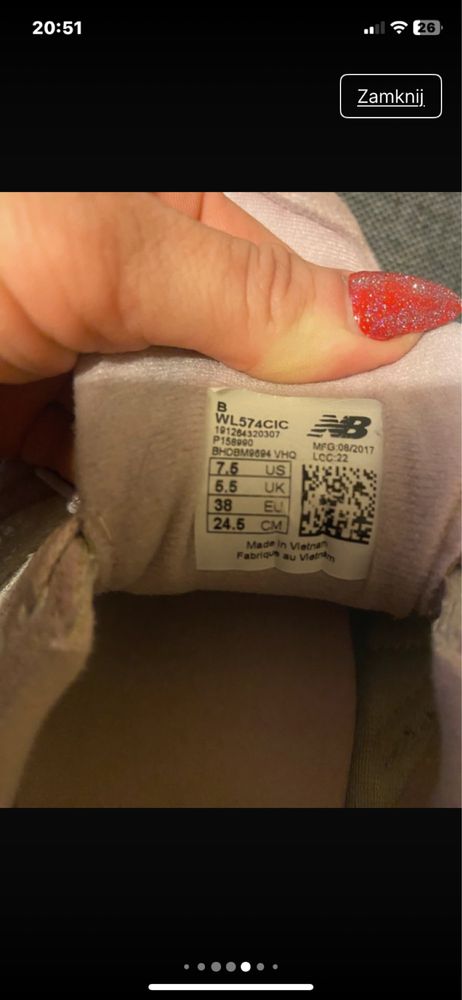 20:51
26
Zamknij
B
WL574CIC
191264320307
P158990
BHDBM9694 VHQ
NB
MFG:08/2017
LCC:22
7.5 US
5.5 UK
38 EU
24.5 CM
Made in Vietnam
Fabriqué au Vietnam